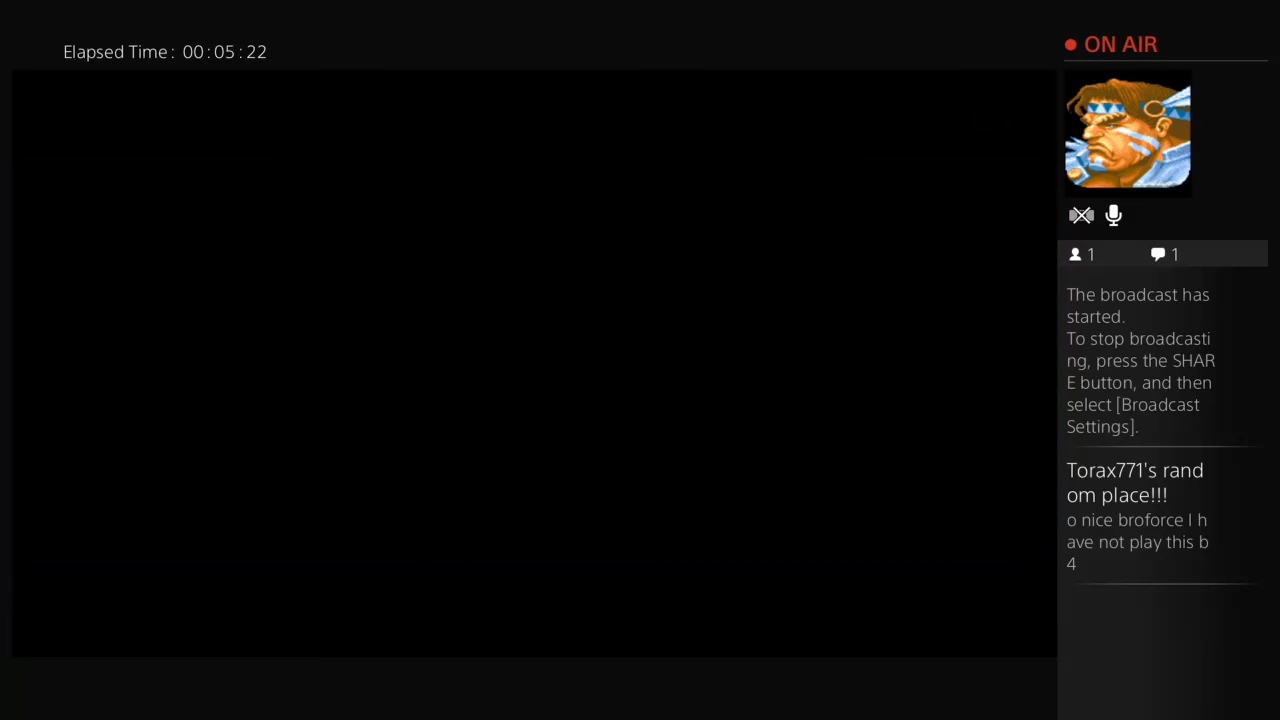 Elapsed Time: 00:05:22
ON AIR
1 1
The broadcast has
started.
To stop broadcasti
ng, press the SHAR
E button, and then
select [Broadcast
Settings].
Torax771's rand
om place!!!
o nice broforce I h
ave not play this b
4